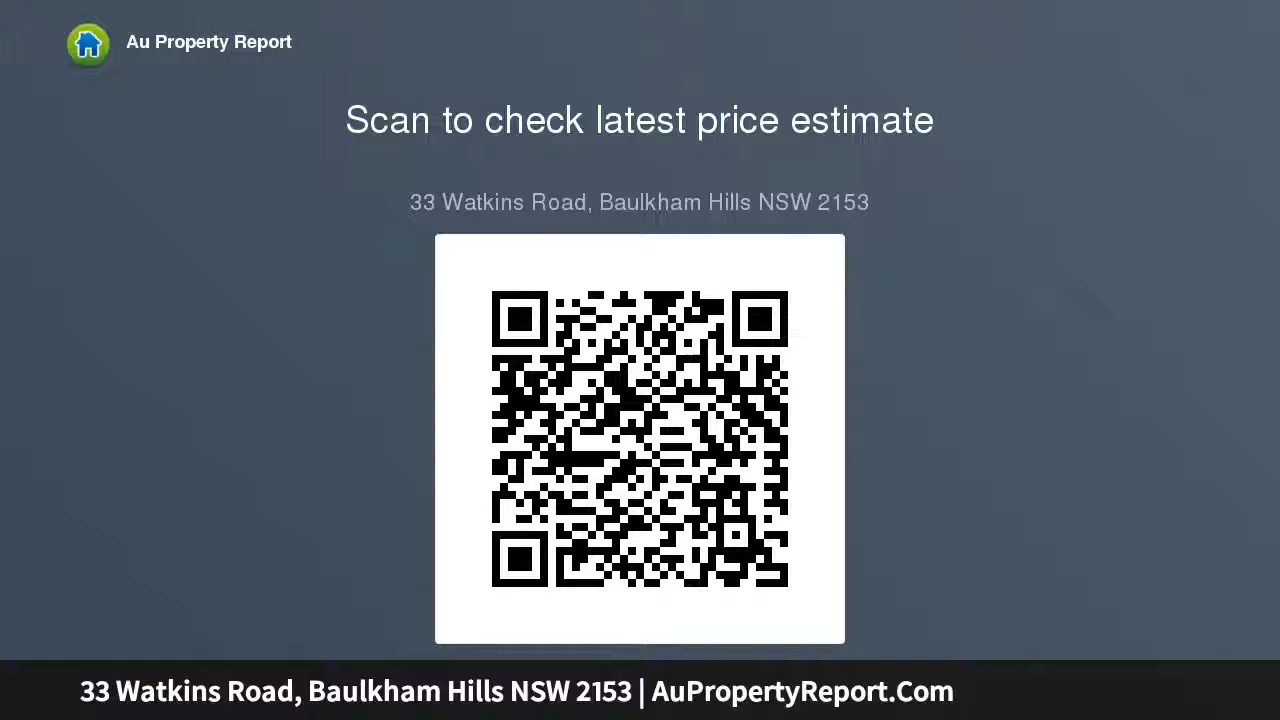 Au Property Report
Scan to check latest price estimate
33 Watkins Road, Baulkham Hills NSW 2153
33 Watkins Road, Baulkham Hills NSW 2153 | AuPropertyReport.Com